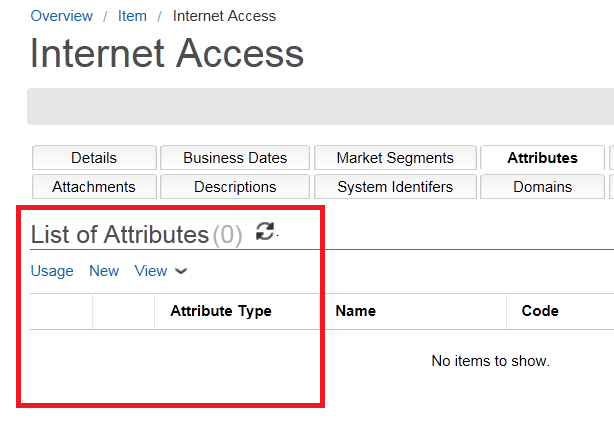 Overview / Item / Internet Access
Internet Access
Details Business Dates Market Segments Attributes
Attachments Descriptions System Identifers Domains
List of Attributes (0)
Usage New View
Attribute Type Name Code
No items to show.